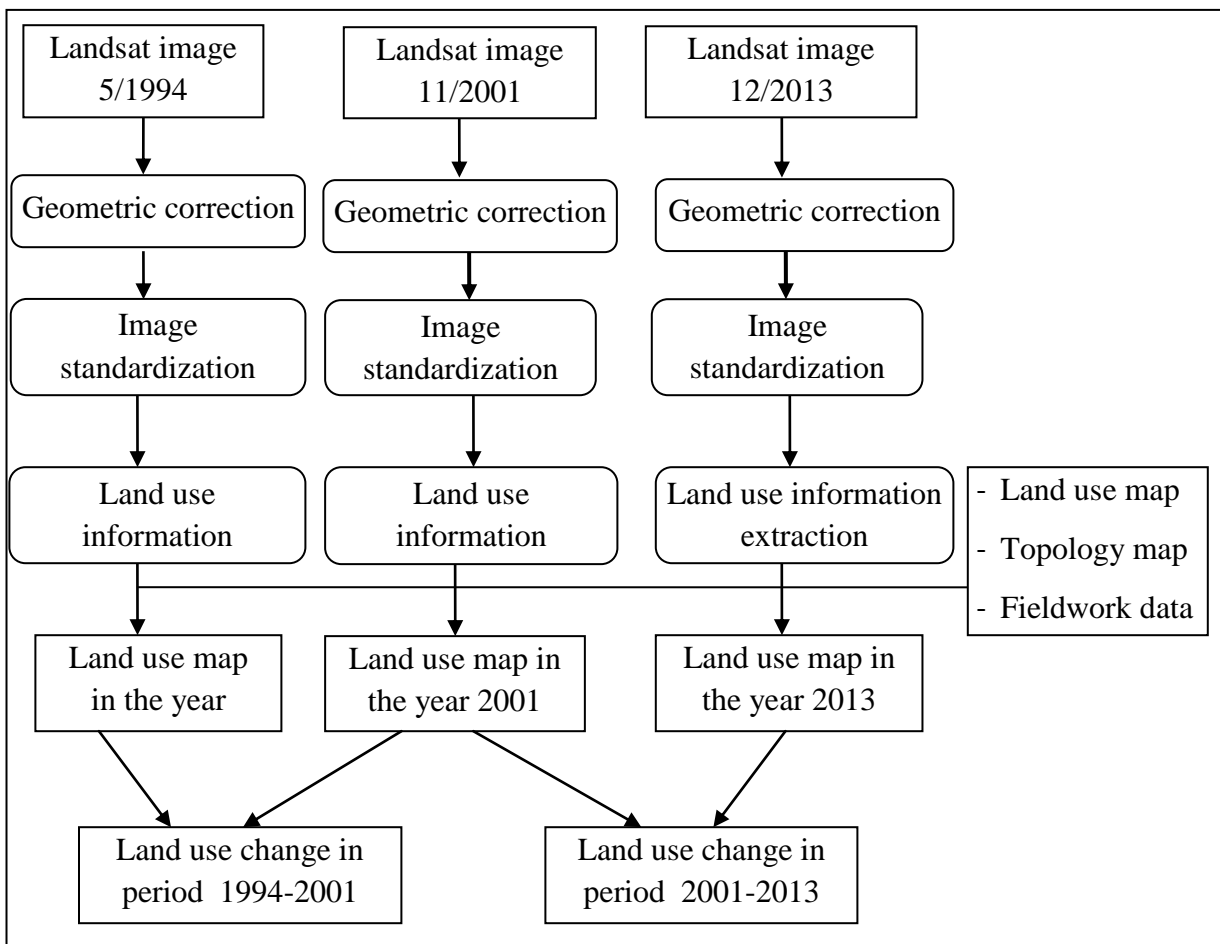 Landsat image
5/1994
Landsat image
11/2001
Landsat image
12/2013
Geometric correction
Geometric correction
Geometric correction
Image
standardization
Image
standardization
Image
standardization
Land use
information
Land use
information
Land use information
extraction
- Land use map
- Topology map
- Fieldwork data
Land use map
in the year
Land use map in
the year 2001
Land use map in
the year 2013
Land use change in
period 1994-2001
Land use change in
period 2001-2013